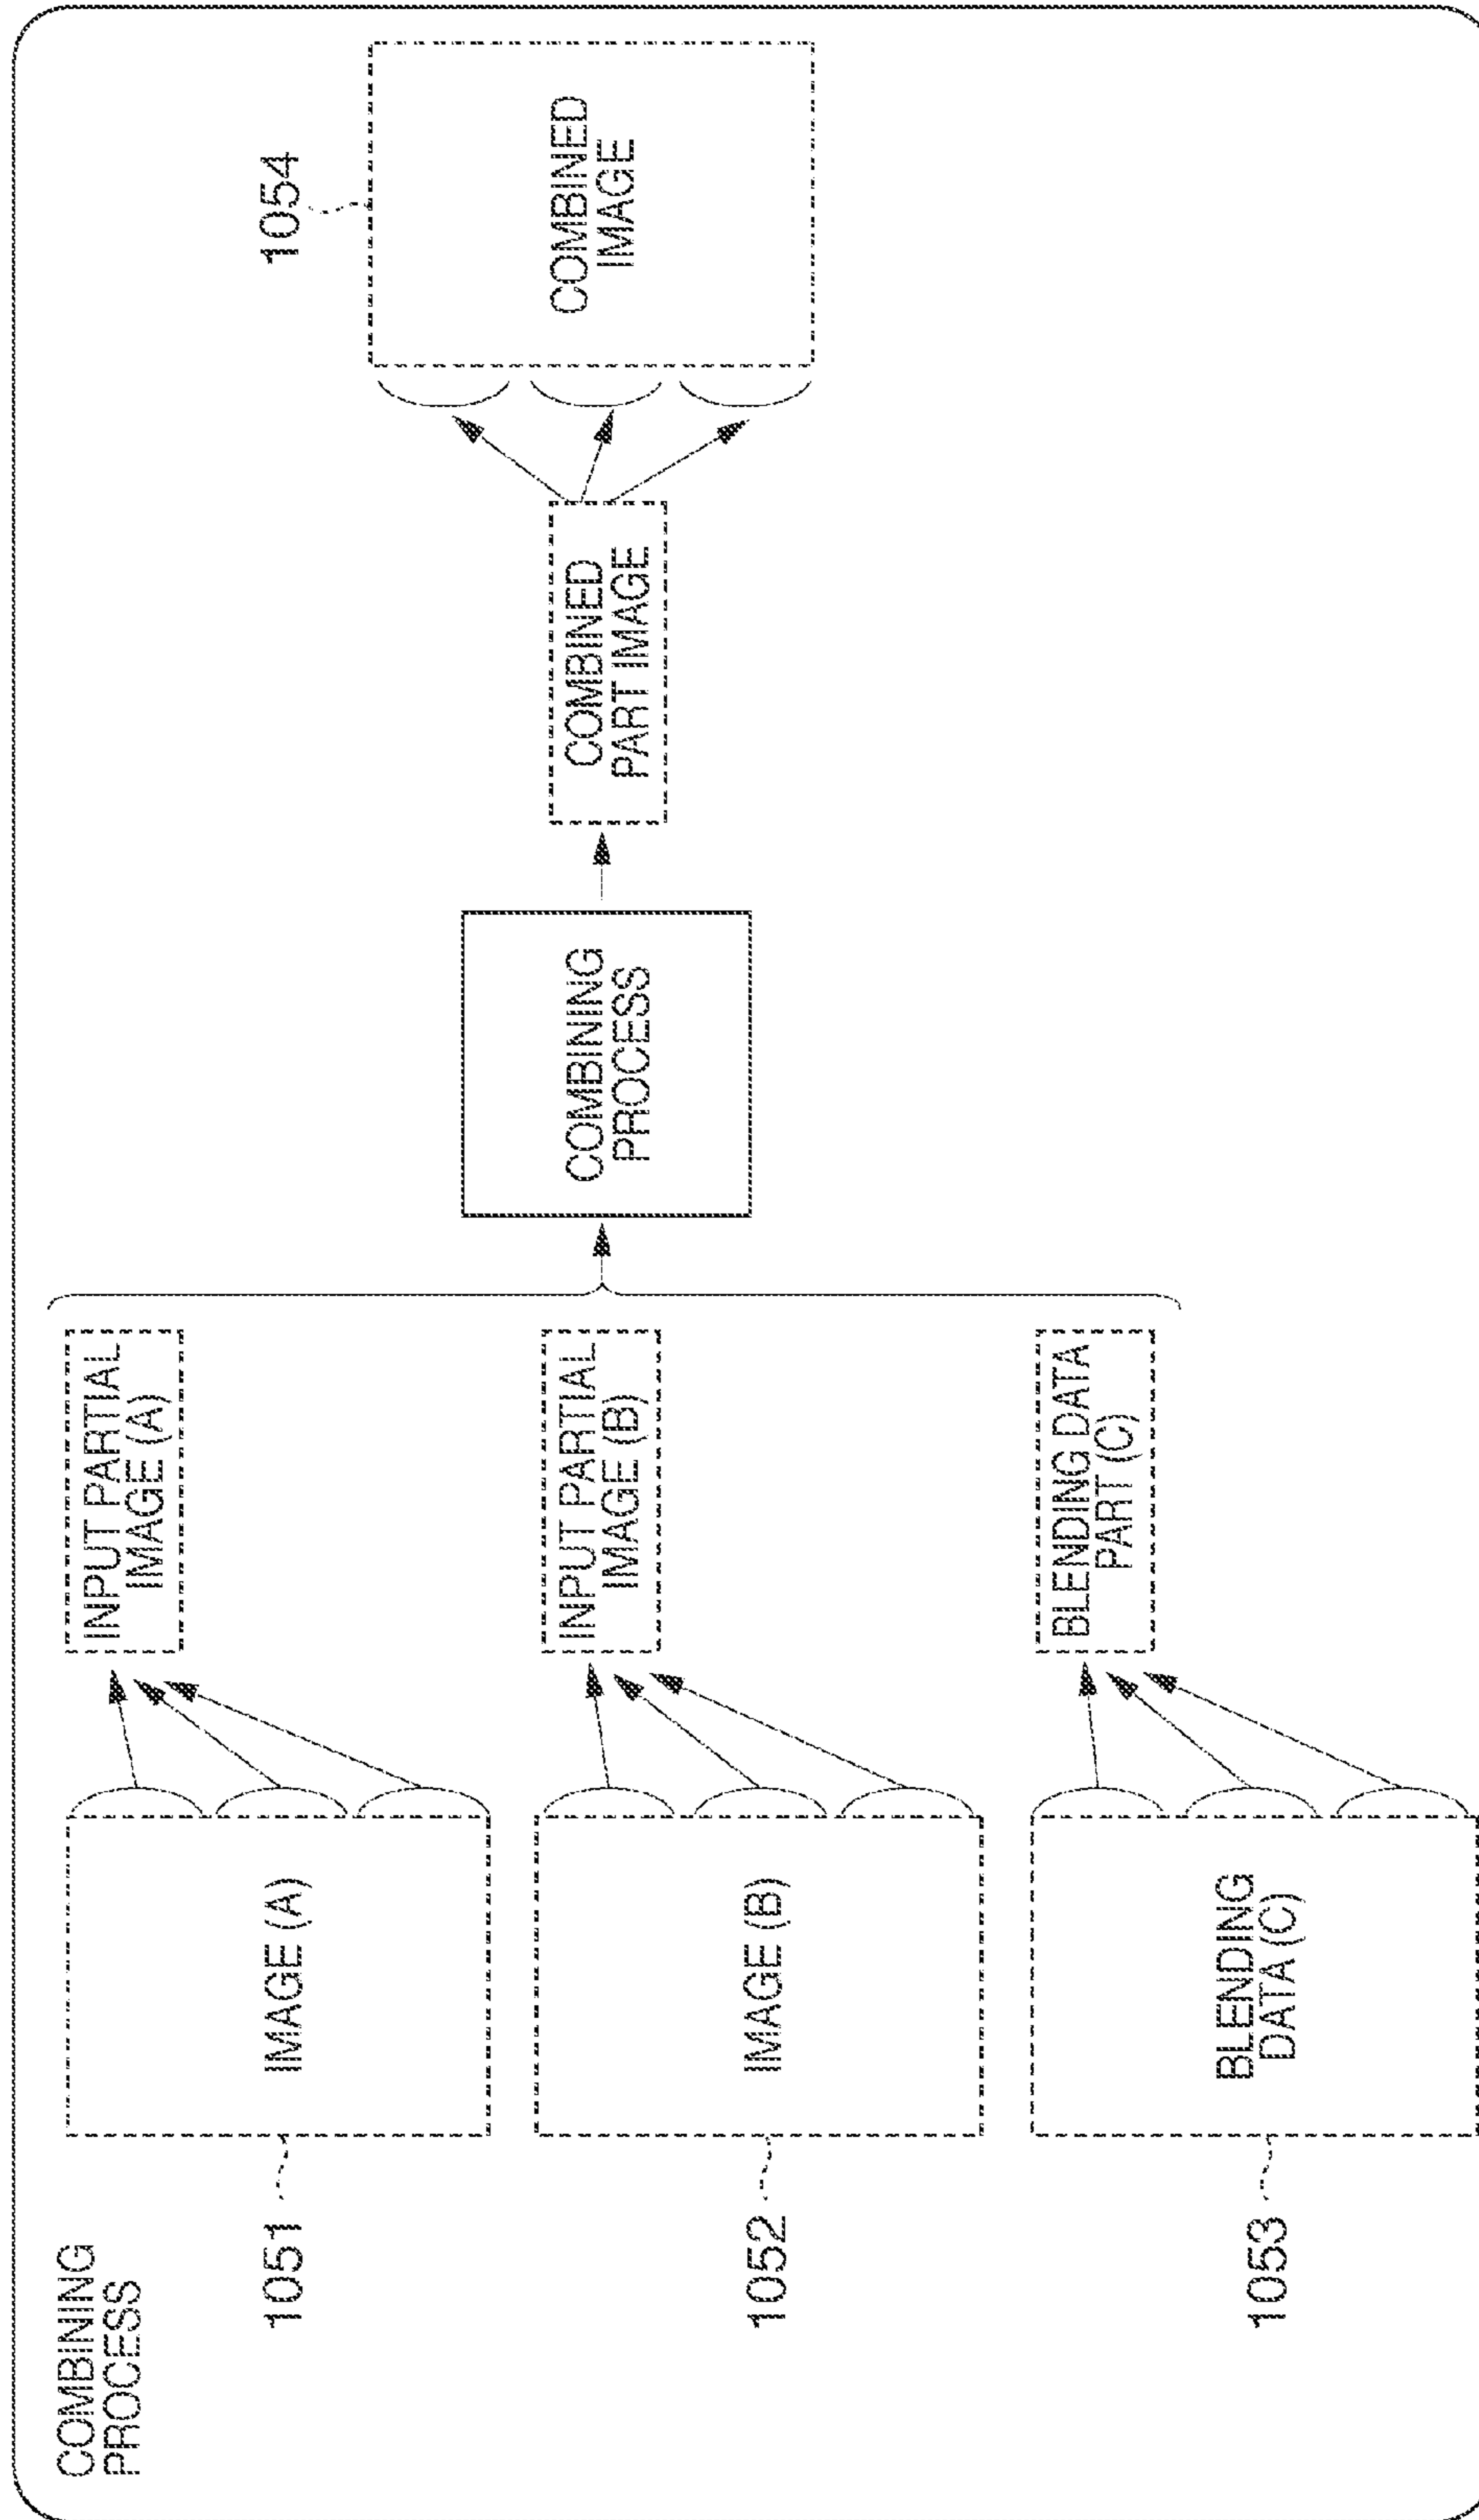 COMBINING
PROCESS
1051
IMAGE (A)
INPUT PARTIAL
IMAGE (A)
1052
IMAGE (B)
INPUT PARTIAL
IMAGE (B)
1053
BLENDING
DATA (C)
BLENDING DATA
PART (C)
COMBINING
PROCESS
COMBINED
PART IMAGE
1054
COMBINED
IMAGE